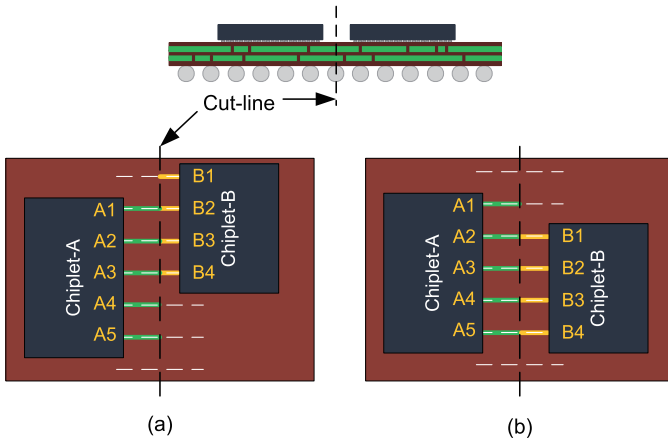 Cut-line
B1
A1 B2
A2 B3
A3 B4
A4
A5
Chiplet-A
Chiplet-B
A1
A2 B1
A3 B2
A4 B3
A5 B4
Chiplet-A
Chiplet-B
(a)
(b)